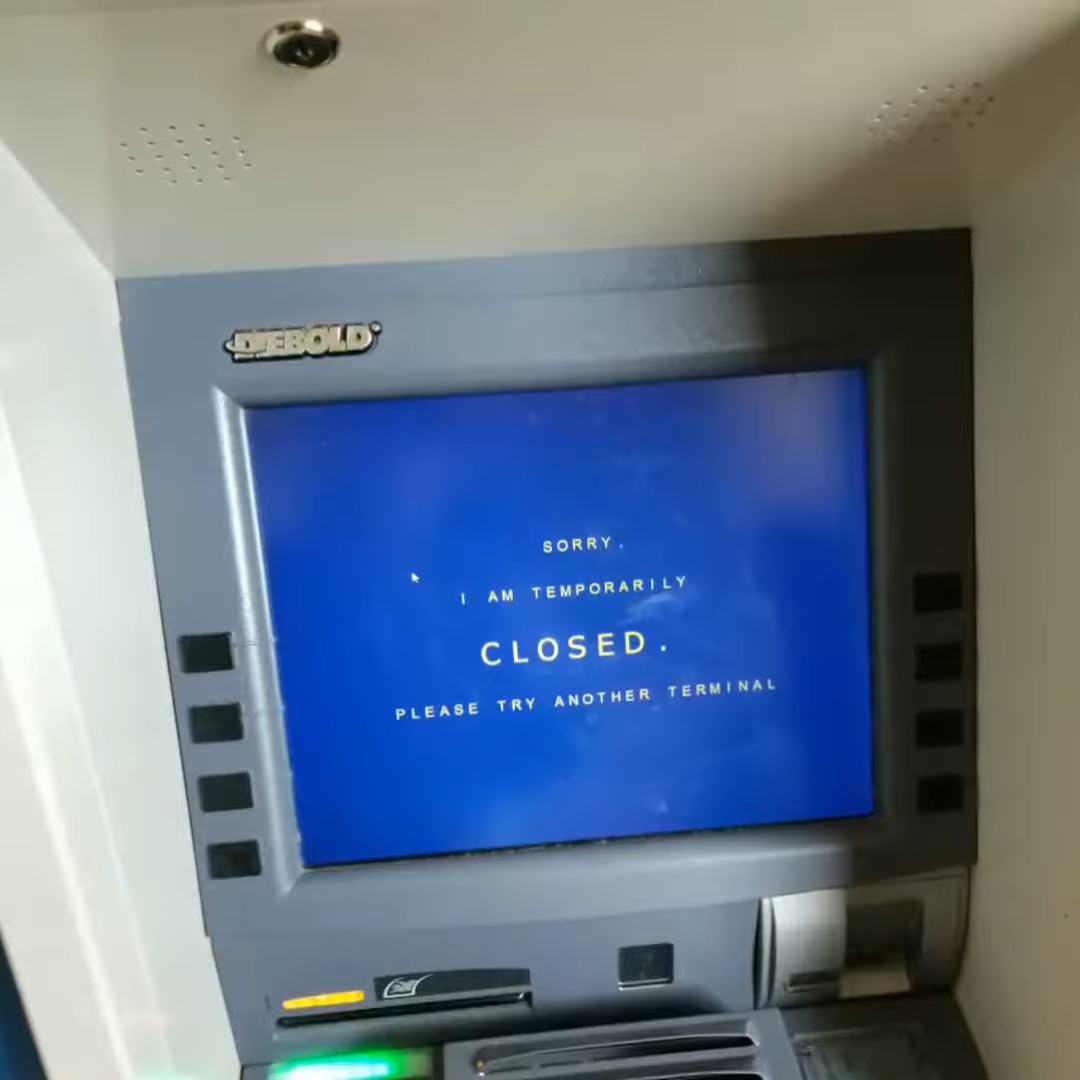 DIEBOLD
SORRY.
I AM TEMPORARILY
CLOSED.
PLEASE TRY ANOTHER TERMINAL